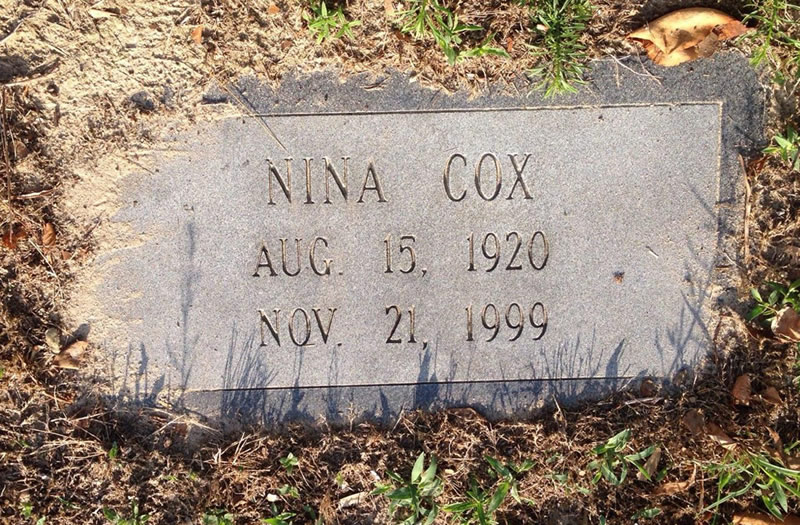 NINA COX
AUG. 15, 1920
NOV. 21, 1999